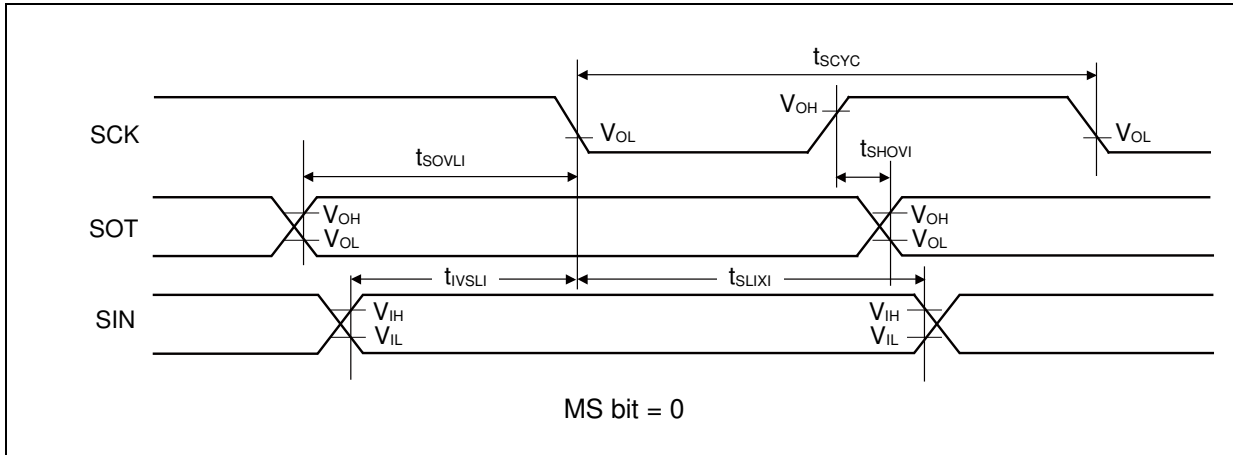 tSCYC
SCK
VOH
VOL
VOL
tSOVLI
tSHOVI
SOT
VOH
VOL
VOH
VOL
tIVSLI
tSLIXI
SIN
VIH
VIL
VIH
VIL
MS bit = 0